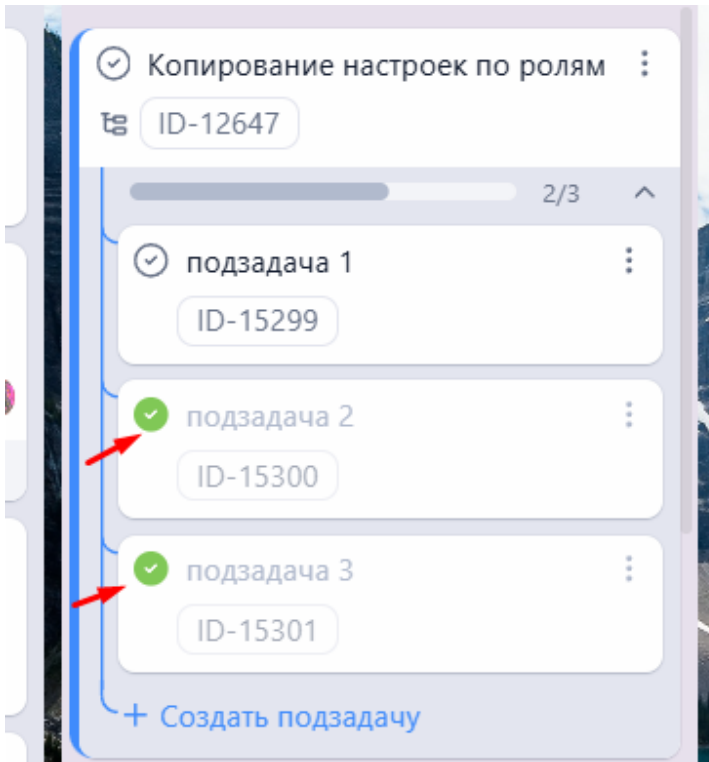 Копирование настроек по ролям
ID-12647
2/3
подзадача 1
ID-15299
подзадача 2
ID-15300
подзадача 3
ID-15301
+ Создать подзадачу